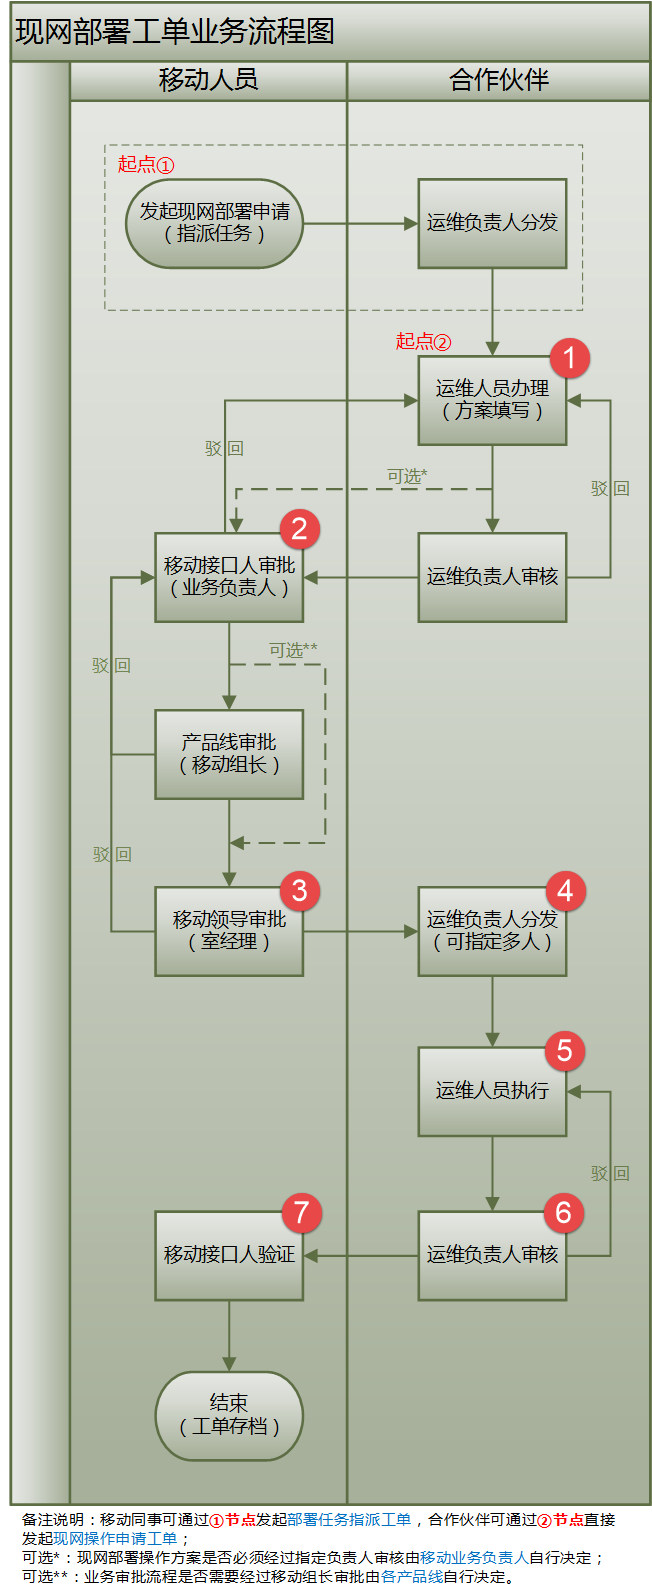 现网部署工单业务流程图
移动人员
合作伙伴
起点①
发起现网部署申请
（指派任务）
运维负责人分发
起点②
1
运维人员办理
（方案填写）
驳 回
可选*
驳 回
2
移动接口人审批
（业务负责人）
运维负责人审核
可选**
驳 回
产品线审批
（移动组长）
驳 回
3
移动领导审批
（室经理）
4
运维负责人分发
（可指定多人）
5
运维人员执行
驳 回
7
移动接口人验证
6
运维负责人审核
结束
（工单存档）
备注说明：移动同事可通过①节点发起部署任务指派工单，合作伙伴可通过②节点直接
发起现网操作申请工单；
可选*：现网部署操作方案是否必须经过指定负责人审核由移动业务负责人自行决定；
可选**：业务审批流程是否需要经过移动组长审批由各产品线自行决定。